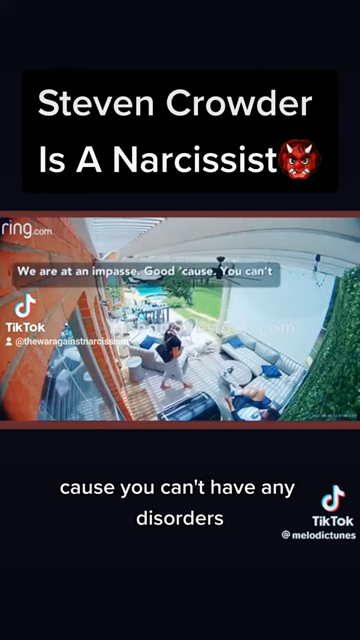 Steven Crowder
Is A Narcissist
ring.com
We are at an impasse. Good 'cause. You can't
TikTok
@thewaragainstnarcissism
cause you can't have any
disorders
TikTok
@melodictunes